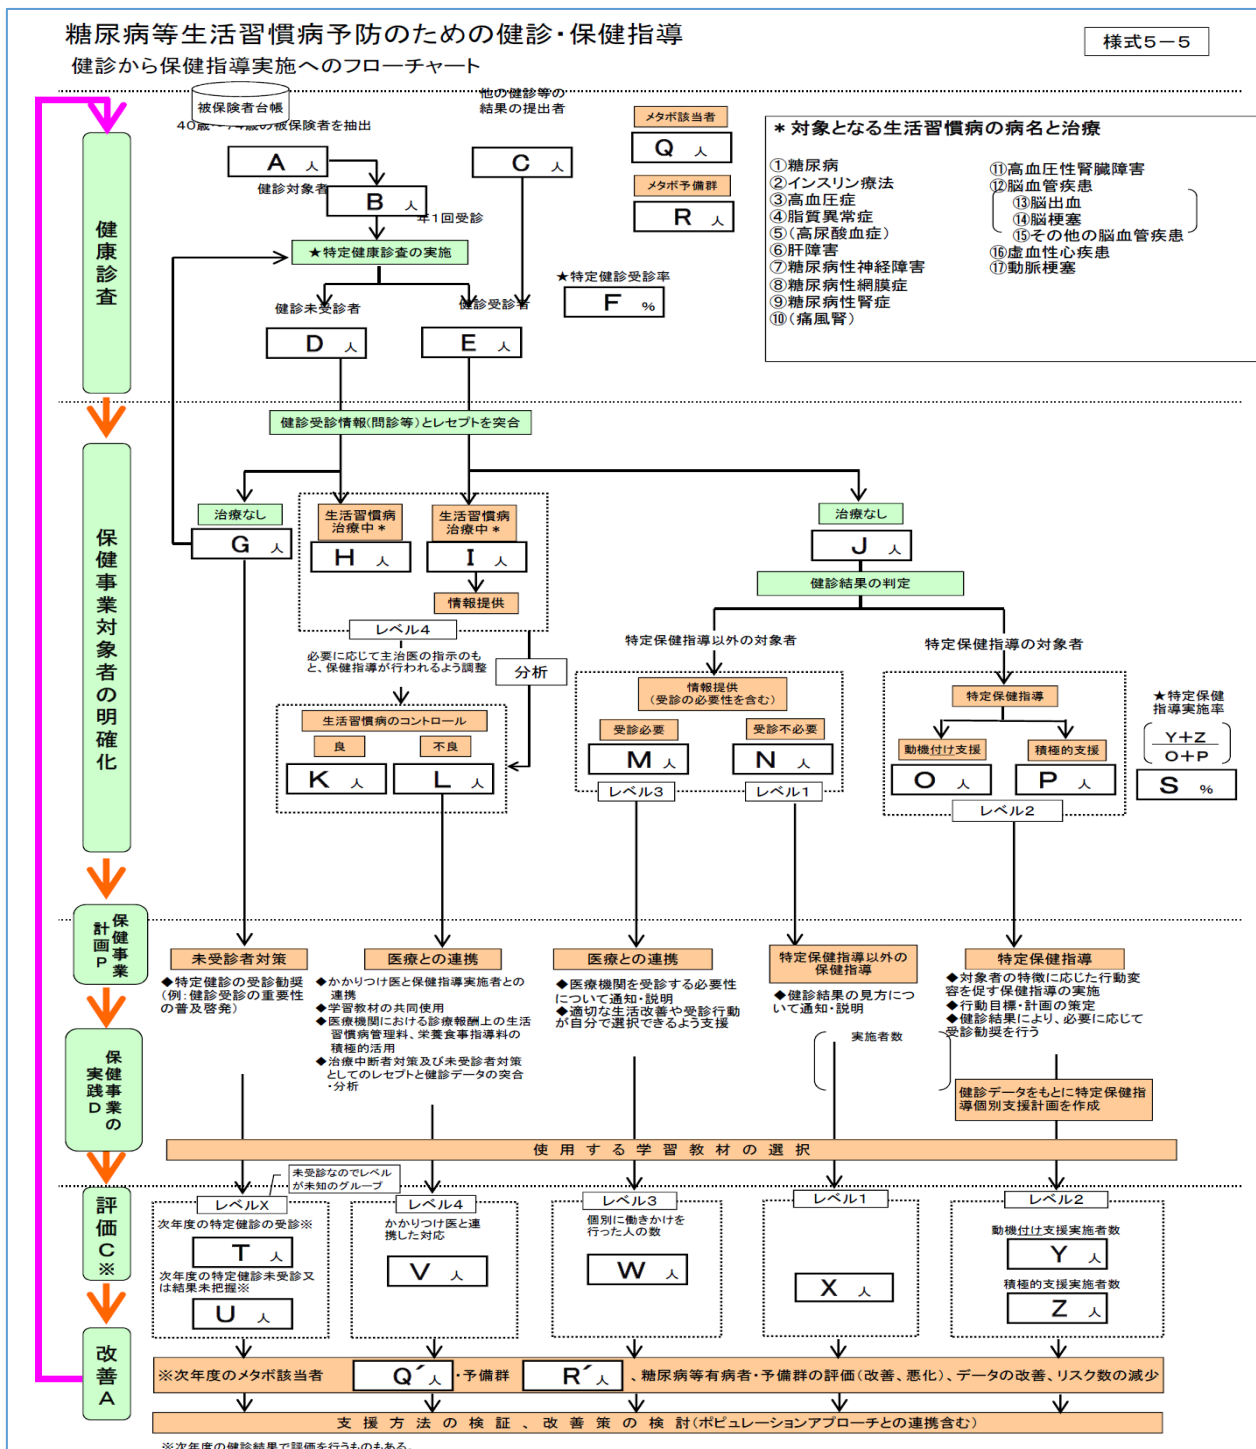 糖尿病等生活習慣病予防のための健診・保健指導
様式5－5
健診から保健指導実施へのフローチャート
被保険者台帳
40歳～74歳の被保険者を抽出
他の健診等の
結果の提出者
A 人
健診対象者
B 人
年1回受診
C 人
メタボ該当者
Q 人
メタボ予備群
R 人
＊対象となる生活習慣病の病名と治療
①糖尿病
②インスリン療法
③高血圧症
④脂質異常症
⑤(高尿酸血症)
⑥肝障害
⑦糖尿病性神経障害
⑧糖尿病性網膜症
⑨糖尿病性腎症
⑩(痛風腎)
⑪高血圧性腎臓障害
⑫脳血管疾患
⑬脳出血
⑭脳梗塞
⑮その他の脳血管疾患
⑯虚血性心疾患
⑰動脈梗塞
健康診査
★特定健康診査の実施
★特定健診受診率
F %
健診未受診者
D 人
健診受診者
E 人
健診受診情報(問診等)とレセプトを突合
保健事業対象者の明確化
治療なし
G 人
生活習慣病
治療中＊
H 人
生活習慣病
治療中＊
I 人
情報提供
レベル4
治療なし
J 人
健診結果の判定
必要に応じて主治医の指示のも
と、保健指導が行われるよう調整
分析
特定保健指導以外の対象者
特定保健指導の対象者
生活習慣病のコントロール
良
K 人
不良
L 人
情報提供
(受診の必要性を含む)
受診必要
M 人
レベル3
受診不必要
N 人
レベル1
特定保健指導
動機付け支援
O 人
積極的支援
P 人
レベル2
★特定保健
指導実施率
Y＋Z
O＋P
S %
保健事業
計画P
未受診者対策
◆特定健診の受診勧奨
(例：健診受診の重要性
の普及啓発)
医療との連携
◆かかりつけ医と保健指導実施者との
連携
◆学習教材の共同使用
◆医療機関における診療報酬上の生活
習慣病管理料、栄養食事指導料の
積極的活用
◆治療中断者対策及び未受診者対策
としてのレセプトと健診データの突合
・分析
医療との連携
◆医療機関を受診する必要性
について通知・説明
◆適切な生活改善や受診行動
が自分で選択できるよう支援
特定保健指導以外の
保健指導
◆健診結果の見方につ
いて通知・説明
実施者数
特定保健指導
◆対象者の特徴に応じた行動変
容を促す保健指導の実施
◆行動目標・計画の策定
◆健診結果により、必要に応じて
受診勧奨を行う
健診データをもとに特定保健指
導個別支援計画を作成
保健事業の
実践D
使用する学習教材の選択
評価C※
未受診なのでレベル
が未知のグループ
レベルX
次年度の特定健診の受診※
T 人
次年度の特定健診未受診又
は結果未把握※
U 人
レベル4
かかりつけ医と連
携した対応
V 人
レベル3
個別に働きかけを
行った人の数
W 人
レベル1
X 人
レベル2
動機付け支援実施者数
Y 人
積極的支援実施者数
Z 人
改善A
※次年度のメタボ該当者 Q´人 ・予備群 R´人 、糖尿病等有病者・予備群の評価(改善、悪化)、データの改善、リスク数の減少
支援方法の検証、改善策の検討(ポピュレーションアプローチとの連携含む)
※次年度の健診結果で評価を行うものもある。